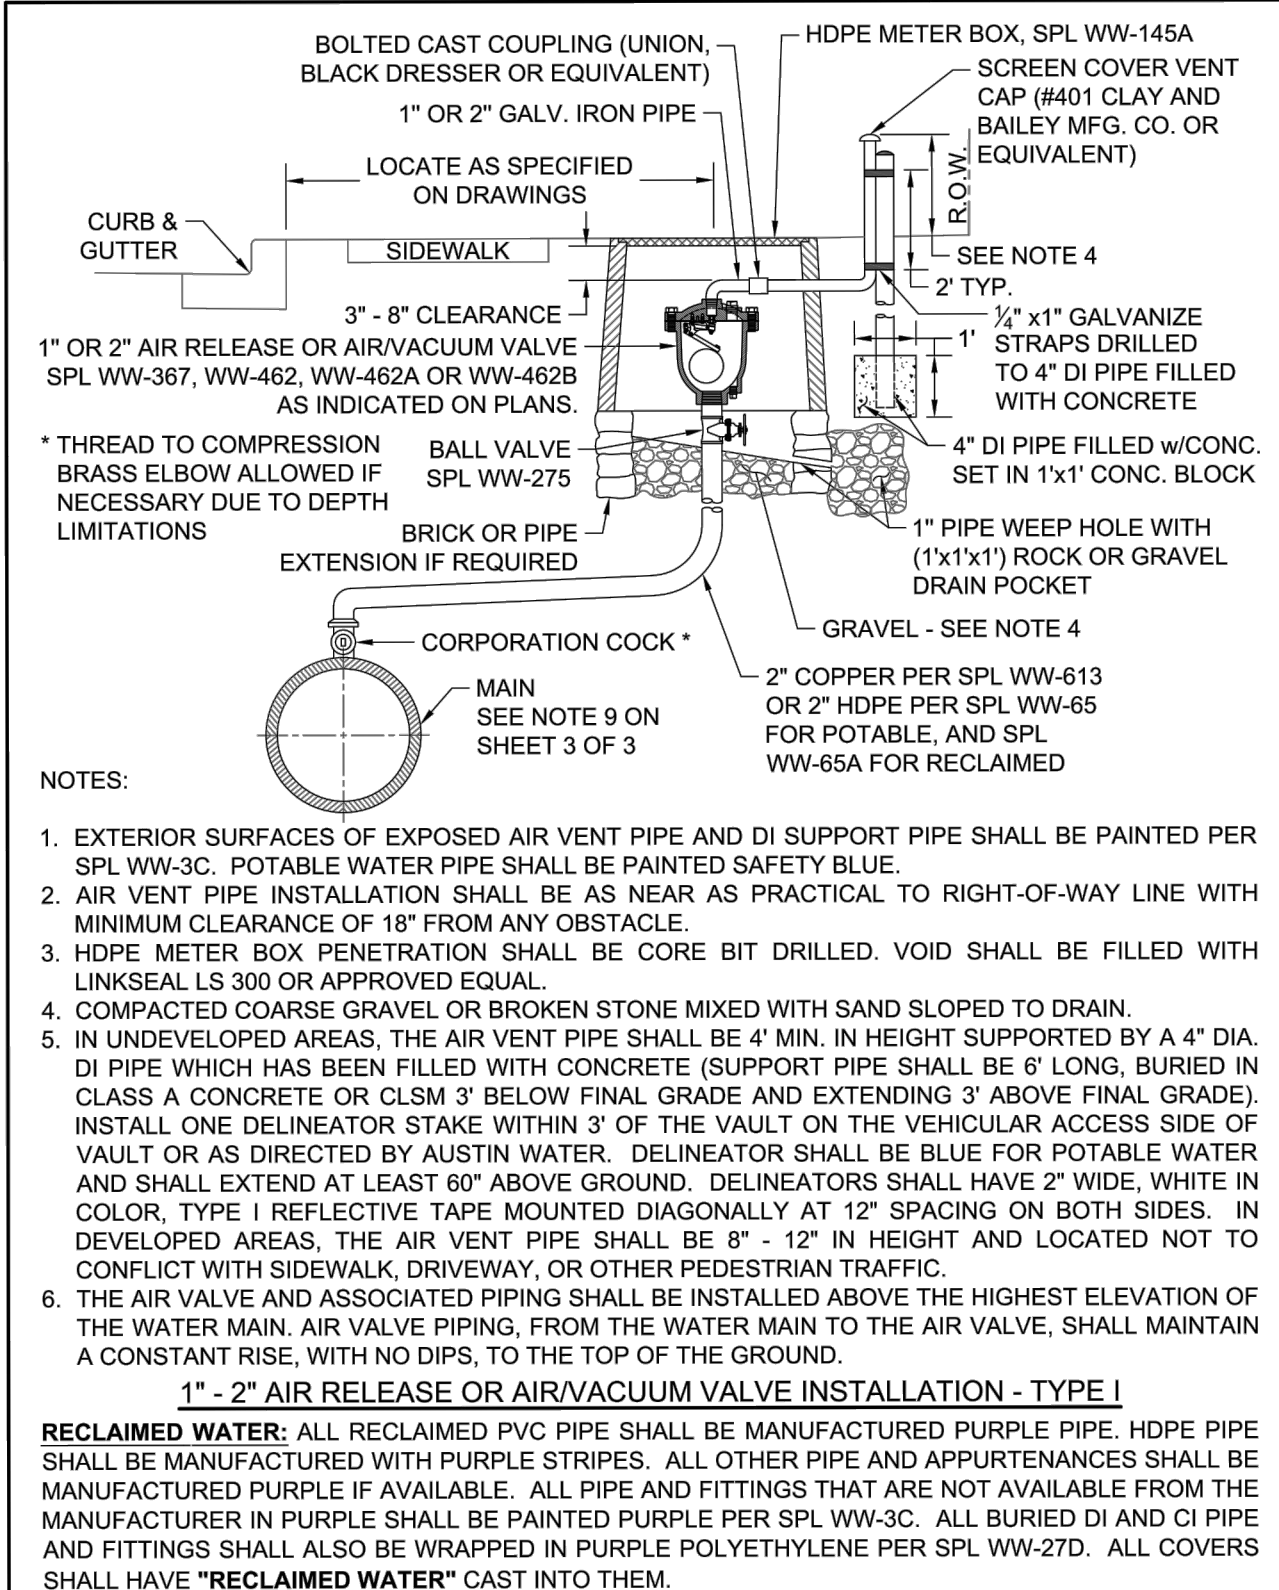 BOLTED CAST COUPLING (UNION,
BLACK DRESSER OR EQUIVALENT)
HDPE METER BOX, SPL WW-145A
SCREEN COVER VENT
CAP (#401 CLAY AND
BAILEY MFG. CO. OR
EQUIVALENT)
1" OR 2" GALV. IRON PIPE
LOCATE AS SPECIFIED
ON DRAWINGS
R.O.W.
CURB &
GUTTER
SIDEWALK
SEE NOTE 4
2' TYP.
3" - 8" CLEARANCE
1/4" x1" GALVANIZE
STRAPS DRILLED
TO 4" DI PIPE FILLED
WITH CONCRETE
1'
1" OR 2" AIR RELEASE OR AIR/VACUUM VALVE
SPL WW-367, WW-462, WW-462A OR WW-462B
AS INDICATED ON PLANS.
* THREAD TO COMPRESSION
BRASS ELBOW ALLOWED IF
NECESSARY DUE TO DEPTH
LIMITATIONS
BALL VALVE
SPL WW-275
4" DI PIPE FILLED w/CONC.
SET IN 1'x1' CONC. BLOCK
BRICK OR PIPE
EXTENSION IF REQUIRED
1" PIPE WEEP HOLE WITH
(1'x1'x1') ROCK OR GRAVEL
DRAIN POCKET
GRAVEL - SEE NOTE 4
CORPORATION COCK *
MAIN
SEE NOTE 9 ON
SHEET 3 OF 3
2" COPPER PER SPL WW-613
OR 2" HDPE PER SPL WW-65
FOR POTABLE, AND SPL
WW-65A FOR RECLAIMED
NOTES:
1. EXTERIOR SURFACES OF EXPOSED AIR VENT PIPE AND DI SUPPORT PIPE SHALL BE PAINTED PER
SPL WW-3C. POTABLE WATER PIPE SHALL BE PAINTED SAFETY BLUE.
2. AIR VENT PIPE INSTALLATION SHALL BE AS NEAR AS PRACTICAL TO RIGHT-OF-WAY LINE WITH
MINIMUM CLEARANCE OF 18" FROM ANY OBSTACLE.
3. HDPE METER BOX PENETRATION SHALL BE CORE BIT DRILLED. VOID SHALL BE FILLED WITH
LINKSEAL LS 300 OR APPROVED EQUAL.
4. COMPACTED COARSE GRAVEL OR BROKEN STONE MIXED WITH SAND SLOPED TO DRAIN.
5. IN UNDEVELOPED AREAS, THE AIR VENT PIPE SHALL BE 4' MIN. IN HEIGHT SUPPORTED BY A 4" DIA.
DI PIPE WHICH HAS BEEN FILLED WITH CONCRETE (SUPPORT PIPE SHALL BE 6' LONG, BURIED IN
CLASS A CONCRETE OR CLSM 3' BELOW FINAL GRADE AND EXTENDING 3' ABOVE FINAL GRADE).
INSTALL ONE DELINEATOR STAKE WITHIN 3' OF THE VAULT ON THE VEHICULAR ACCESS SIDE OF
VAULT OR AS DIRECTED BY AUSTIN WATER. DELINEATOR SHALL BE BLUE FOR POTABLE WATER
AND SHALL EXTEND AT LEAST 60" ABOVE GROUND. DELINEATORS SHALL HAVE 2" WIDE, WHITE IN
COLOR, TYPE I REFLECTIVE TAPE MOUNTED DIAGONALLY AT 12" SPACING ON BOTH SIDES. IN
DEVELOPED AREAS, THE AIR VENT PIPE SHALL BE 8" - 12" IN HEIGHT AND LOCATED NOT TO
CONFLICT WITH SIDEWALK, DRIVEWAY, OR OTHER PEDESTRIAN TRAFFIC.
6. THE AIR VALVE AND ASSOCIATED PIPING SHALL BE INSTALLED ABOVE THE HIGHEST ELEVATION OF
THE WATER MAIN. AIR VALVE PIPING, FROM THE WATER MAIN TO THE AIR VALVE, SHALL MAINTAIN
A CONSTANT RISE, WITH NO DIPS, TO THE TOP OF THE GROUND.
1" - 2" AIR RELEASE OR AIR/VACUUM VALVE INSTALLATION - TYPE I
RECLAIMED WATER: ALL RECLAIMED PVC PIPE SHALL BE MANUFACTURED PURPLE PIPE. HDPE PIPE
SHALL BE MANUFACTURED WITH PURPLE STRIPES. ALL OTHER PIPE AND APPURTENANCES SHALL BE
MANUFACTURED PURPLE IF AVAILABLE. ALL PIPE AND FITTINGS THAT ARE NOT AVAILABLE FROM THE
MANUFACTURER IN PURPLE SHALL BE PAINTED PURPLE PER SPL WW-3C. ALL BURIED DI AND CI PIPE
AND FITTINGS SHALL ALSO BE WRAPPED IN PURPLE POLYETHYLENE PER SPL WW-27D. ALL COVERS
SHALL HAVE "RECLAIMED WATER" CAST INTO THEM.